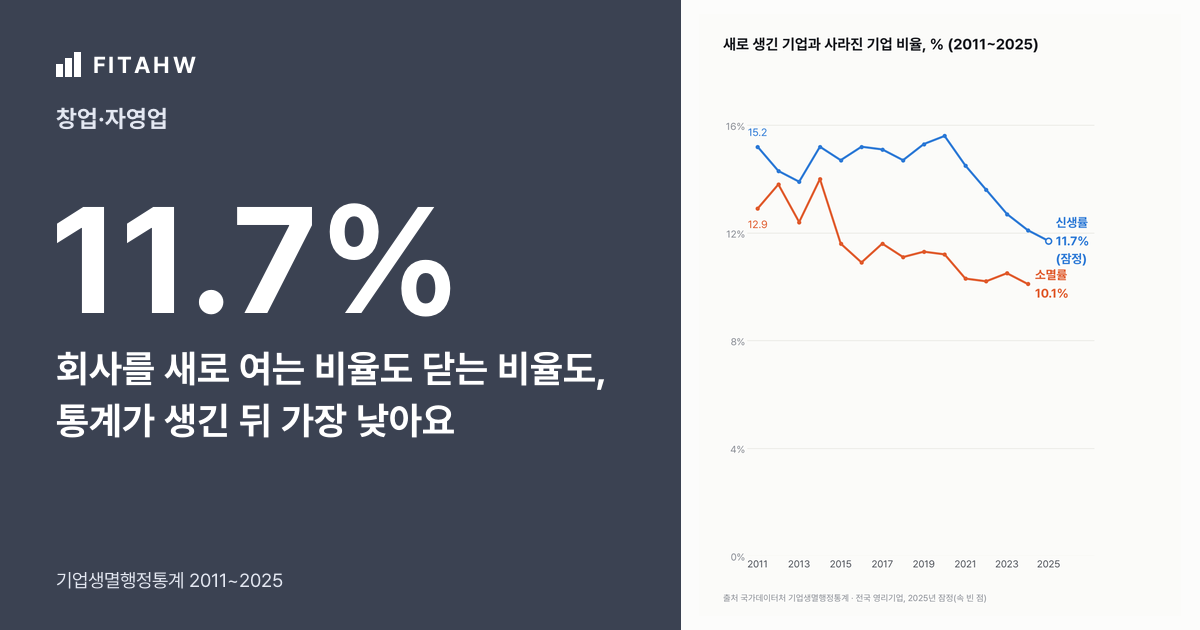 FITAHW
창업·자영업
11.7%
회사를 새로 여는 비율도 닫는 비율도,
통계가 생긴 뒤 가장 낮아요
기업생멸행정통계 2011~2025
새로 생긴 기업과 사라진 기업 비율, % (2011~2025)
16%
15.2
12.9
12%
신생률
11.7%
(잠정)
소멸률
10.1%
8%
4%
0%
2011 2013 2015 2017 2019 2021 2023 2025
출처 국가데이터처 기업생멸행정통계 · 전국 영리기업, 2025년 잠정(속 빈 점)